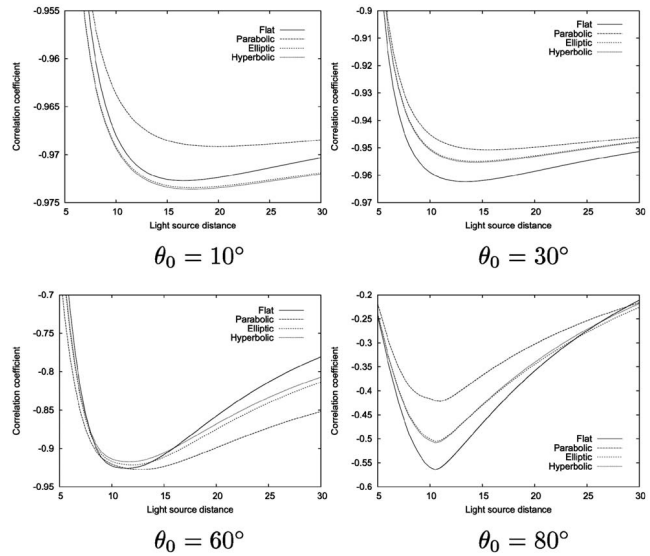 -0.955
-0.96
-0.965
-0.97
-0.975
Correlation coefficient
5 10 15 20 25 30
Light source distance
Flat
Parabolic
Elliptic
Hyperbolic
θ₀ = 10°
-0.9
-0.91
-0.92
-0.93
-0.94
-0.95
-0.96
-0.97
Correlation coefficient
5 10 15 20 25 30
Light source distance
Flat
Parabolic
Elliptic
Hyperbolic
θ₀ = 30°
-0.7
-0.75
-0.8
-0.85
-0.9
-0.95
Correlation coefficient
5 10 15 20 25 30
Light source distance
Flat
Parabolic
Elliptic
Hyperbolic
θ₀ = 60°
-0.2
-0.25
-0.3
-0.35
-0.4
-0.45
-0.5
-0.55
-0.6
Correlation coefficient
5 10 15 20 25 30
Light source distance
Flat
Parabolic
Elliptic
Hyperbolic
θ₀ = 80°